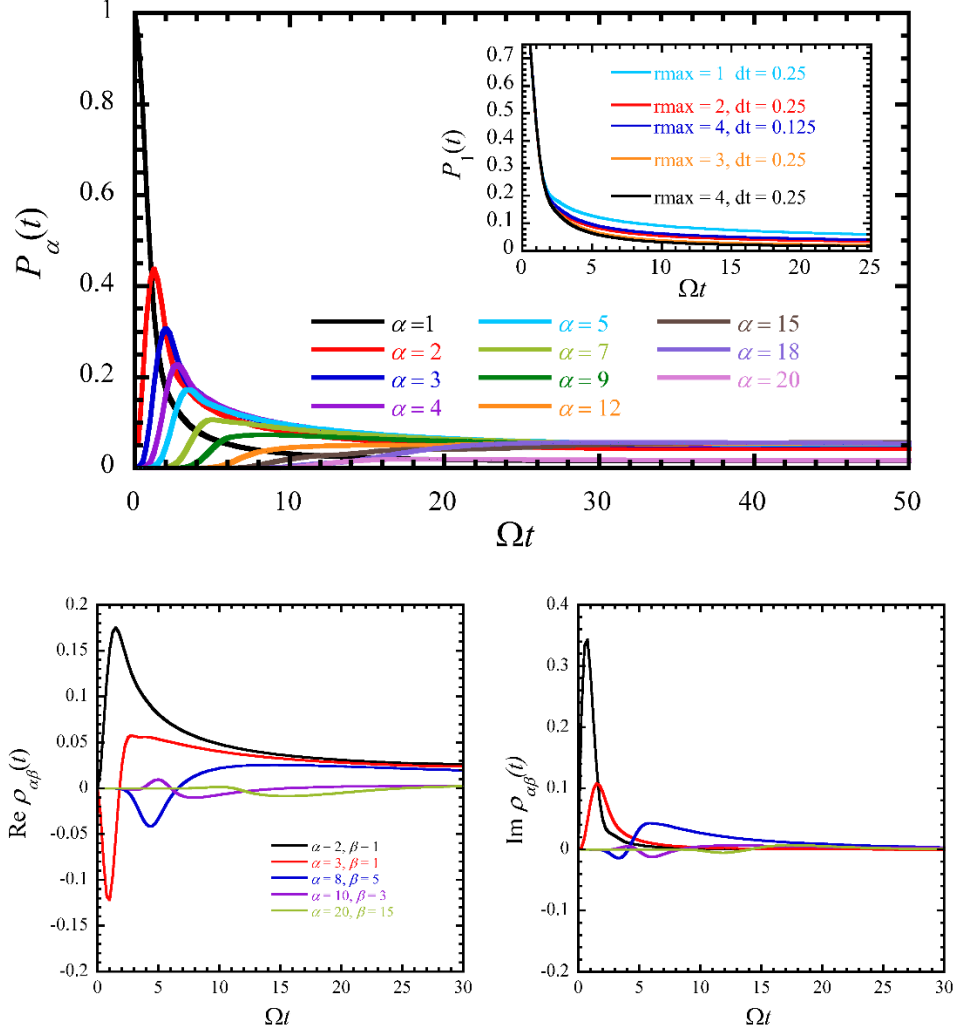 1
0.8
0.6
0.4
0.2
0
P_α(t)
0 10 20 30 40 50
Ωt
0.7
0.6
0.5
0.4
0.3
0.2
0.1
0
P_1(t)
0 5 10 15 20 25
Ωt
rmax = 1 dt = 0.25
rmax = 2, dt = 0.25
rmax = 4, dt = 0.125
rmax = 3, dt = 0.25
rmax = 4, dt = 0.25
α =1
α = 2
α = 3
α = 4
α = 5
α = 7
α = 9
α = 12
α = 15
α = 18
α = 20
0.2
0.15
0.1
0.05
0
-0.05
-0.1
-0.15
-0.2
Re ρ_αβ(t)
α = 2, β = 1
α = 3, β = 1
α = 8, β = 5
α = 10, β = 3
α = 20, β = 15
0 5 10 15 20 25 30
Ωt
0.4
0.3
0.2
0.1
0
-0.1
-0.2
Im ρ_αβ(t)
0 5 10 15 20 25 30
Ωt